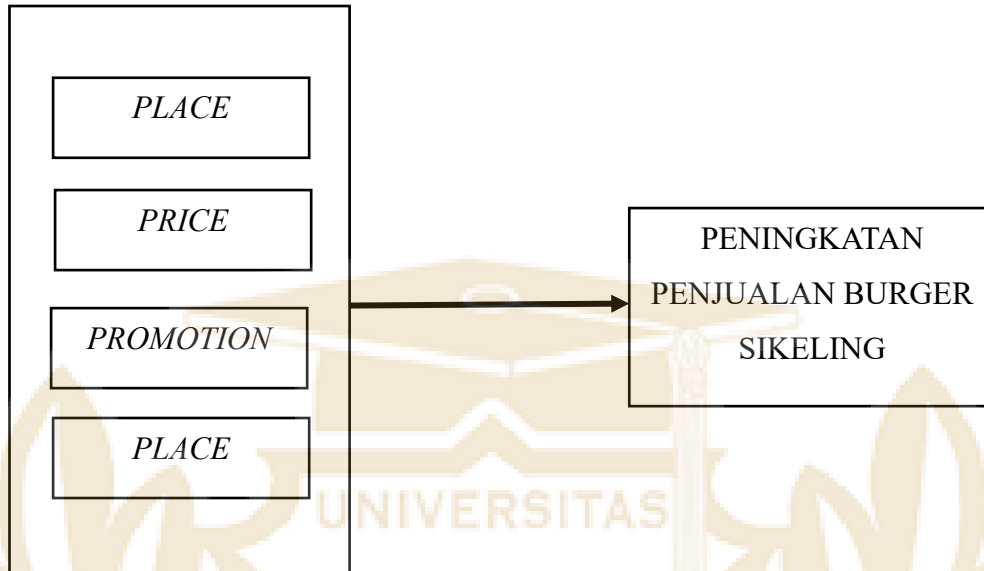 PLACE
PRICE
PROMOTION
PLACE
PENINGKATAN
PENJUALAN BURGER
SIKELING
UNIVERSITAS